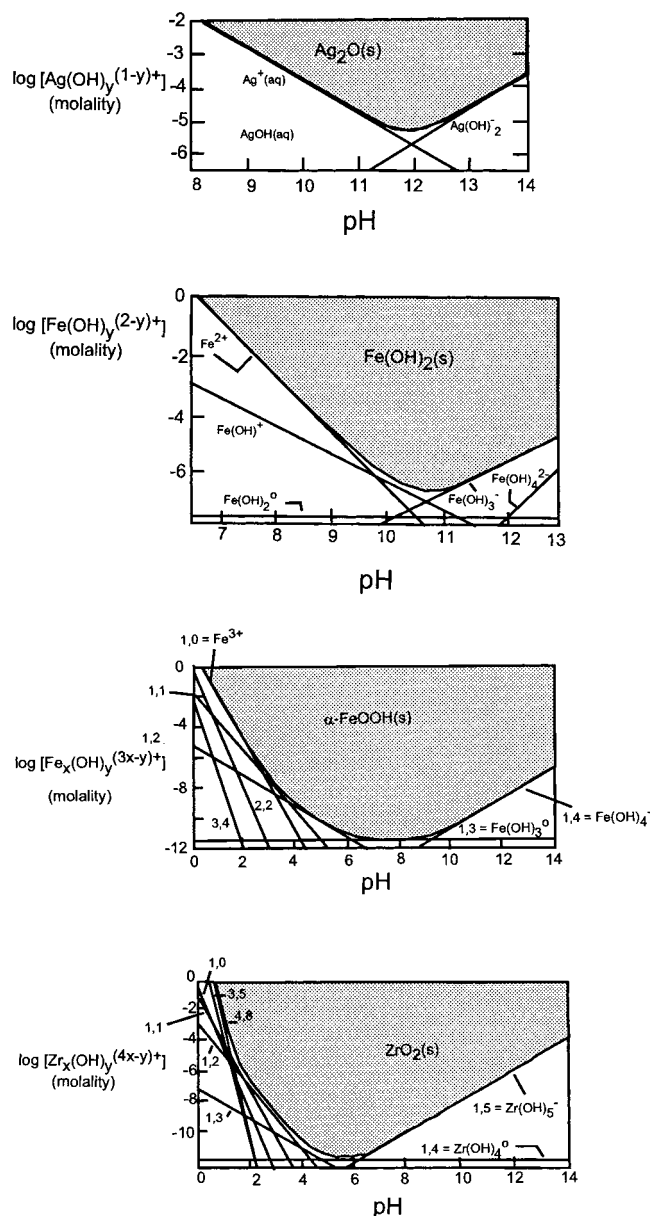 -2
-3
log [Ag(OH)y(1-y)+]
(molality)
-4
-5
-6
Ag2O(s)
Ag+(aq)
AgOH(aq)
Ag(OH)-2
8 9 10 11 12 13 14
pH
0
log [Fe(OH)y(2-y)+]
(molality)
-2
-4
-6
Fe2+
Fe(OH)2(s)
Fe(OH)+
Fe(OH)2o
Fe(OH)3-
Fe(OH)42-
7 8 9 10 11 12 13
pH
1,0 = Fe3+
0
1,1
-4
1,2
log [Fex(OH)y(3x-y)+]
(molality)
-8
-12
α-FeOOH(s)
2,2
3,4
1,3 = Fe(OH)3o
1,4 = Fe(OH)4-
0 2 4 6 8 10 12 14
pH
0
1,0
-2
3,5
1,1
4,8
-4
log [Zrx(OH)y(4x-y)+]
(molality)
1,2
-6
-8
1,3
-10
ZrO2(s)
1,5 = Zr(OH)5-
1,4 = Zr(OH)4o
0 2 4 6 8 10 12 14
pH